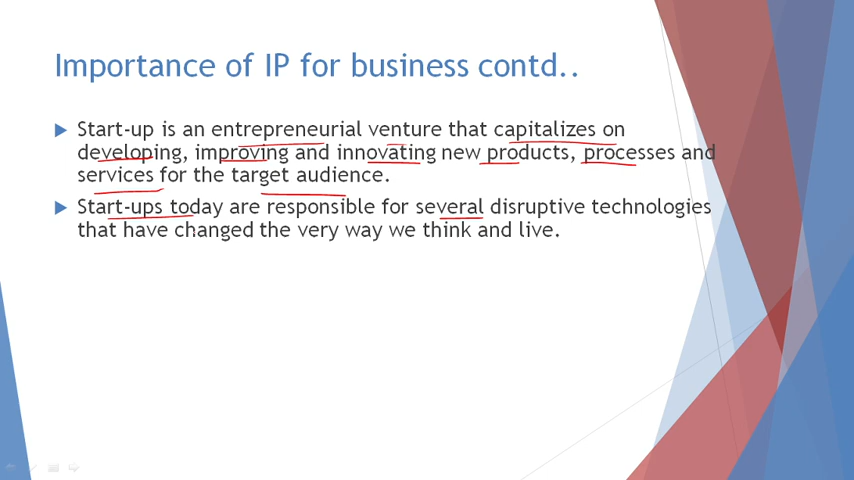 Importance of IP for business contd..
Start-up is an entrepreneurial venture that capitalizes on
developing, improving and innovating new products, processes and
services for the target audience.
Start-ups today are responsible for several disruptive technologies
that have changed the very way we think and live.